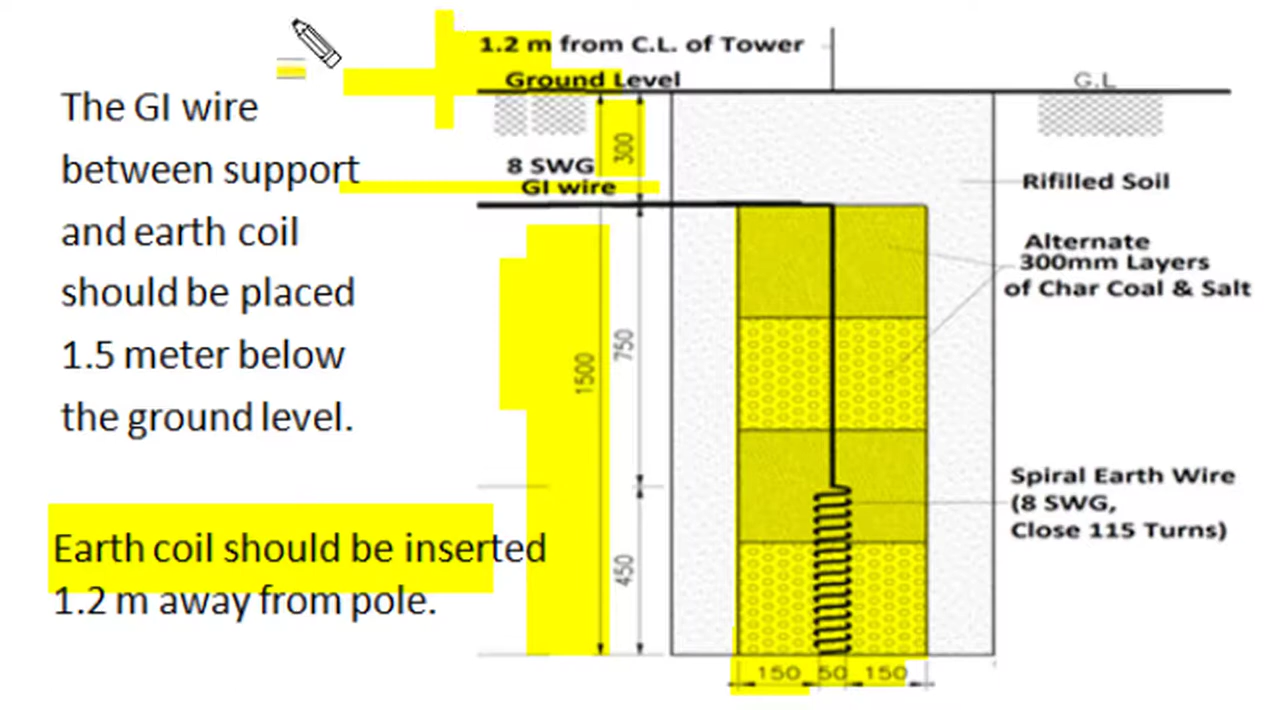 The GI wire
between support
and earth coil
should be placed
1.5 meter below
the ground level.
Earth coil should be inserted
1.2 m away from pole.
1.2 m from C.L. of Tower
Ground Level
G.L
300
8 SWG
GI wire
Rifilled Soil
Alternate
300mm Layers
of Char Coal & Salt
750
1500
Spiral Earth Wire
(8 SWG,
Close 115 Turns)
450
150 50 150